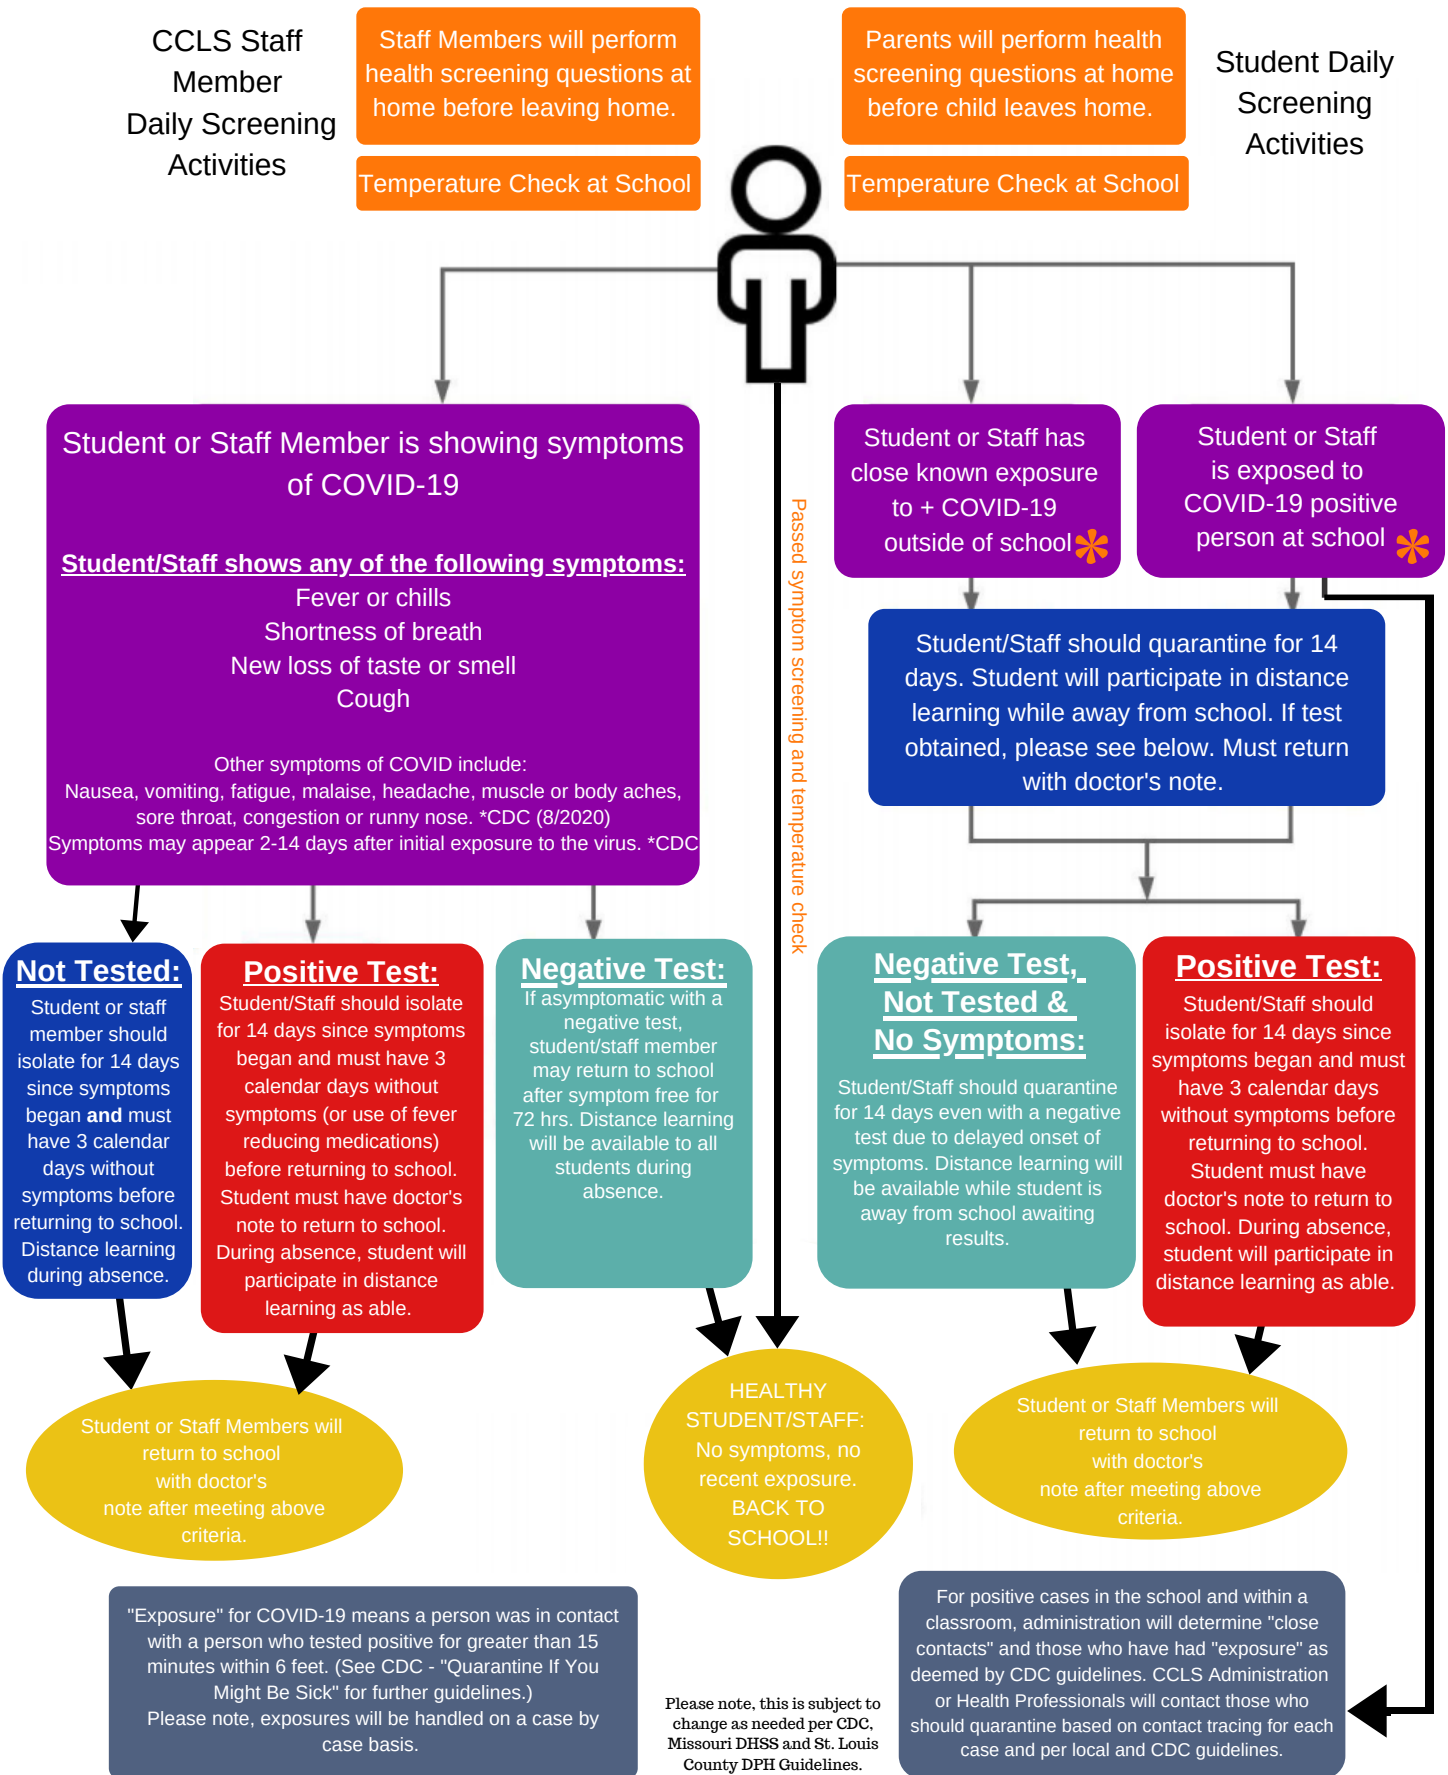 CCLS Staff
Member
Daily Screening
Activities
Staff Members will perform
health screening questions at
home before leaving home.
Temperature Check at School
Parents will perform health
screening questions at home
before child leaves home.
Temperature Check at School
Student Daily
Screening
Activities
Student or Staff Member is showing symptoms
of COVID-19
Student/Staff shows any of the following symptoms:
Fever or chills
Shortness of breath
New loss of taste or smell
Cough
Other symptoms of COVID include:
Nausea, vomiting, fatigue, malaise, headache, muscle or body aches,
sore throat, congestion or runny nose. *CDC (8/2020)
Symptoms may appear 2-14 days after initial exposure to the virus. *CDC
Passed symptom screening and temperature check
Student or Staff has
close known exposure
to + COVID-19
outside of school *
Student or Staff
is exposed to
COVID-19 positive
person at school *
Student/Staff should quarantine for 14
days. Student will participate in distance
learning while away from school. If test
obtained, please see below. Must return
with doctor's note.
Not Tested:
Student or staff
member should
isolate for 14 days
since symptoms
began and must
have 3 calendar
days without
symptoms before
returning to school.
Distance learning
during absence.
Positive Test:
Student/Staff should isolate
for 14 days since symptoms
began and must have 3
calendar days without
symptoms (or use of fever
reducing medications)
before returning to school.
Student must have doctor's
note to return to school.
During absence, student will
participate in distance
learning as able.
Negative Test:
If asymptomatic with a
negative test,
student/staff member
may return to school
after symptom free for
72 hrs. Distance learning
will be available to all
students during
absence.
Negative Test,
Not Tested &
No Symptoms:
Student/Staff should quarantine
for 14 days even with a negative
test due to delayed onset of
symptoms. Distance learning will
be available while student is
away from school awaiting
results.
Positive Test:
Student/Staff should
isolate for 14 days since
symptoms began and must
have 3 calendar days
without symptoms before
returning to school.
Student must have
doctor's note to return to
school. During absence,
student will participate in
distance learning as able.
Student or Staff Members will
return to school
with doctor's
note after meeting above
criteria.
HEALTHY
STUDENT/STAFF:
No symptoms, no
recent exposure.
BACK TO
SCHOOL!!
Student or Staff Members will
return to school
with doctor's
note after meeting above
criteria.
"Exposure" for COVID-19 means a person was in contact
with a person who tested positive for greater than 15
minutes within 6 feet. (See CDC - "Quarantine If You
Might Be Sick" for further guidelines.)
Please note, exposures will be handled on a case by
case basis.
Please note, this is subject to
change as needed per CDC,
Missouri DHSS and St. Louis
County DPH Guidelines.
For positive cases in the school and within a
classroom, administration will determine "close
contacts" and those who have had "exposure" as
deemed by CDC guidelines. CCLS Administration
or Health Professionals will contact those who
should quarantine based on contact tracing for each
case and per local and CDC guidelines.